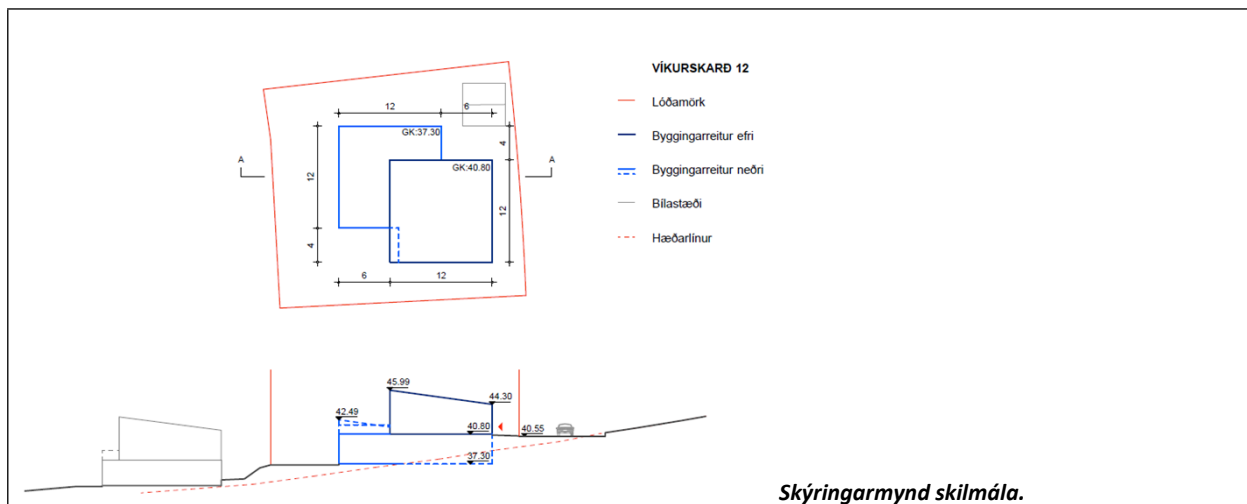 VÍKURSKARÐ 12
Lóðamörk
Byggingarreitur efri
Byggingarreitur neðri
Bílastæði
Hæðarlínur
12 6
GK:37.30
4
GK:40.80
A A
12
12
4
6 12
45.99
44.30
42.49
40.80
40.55
37.30
Skýringarmynd skilmála.